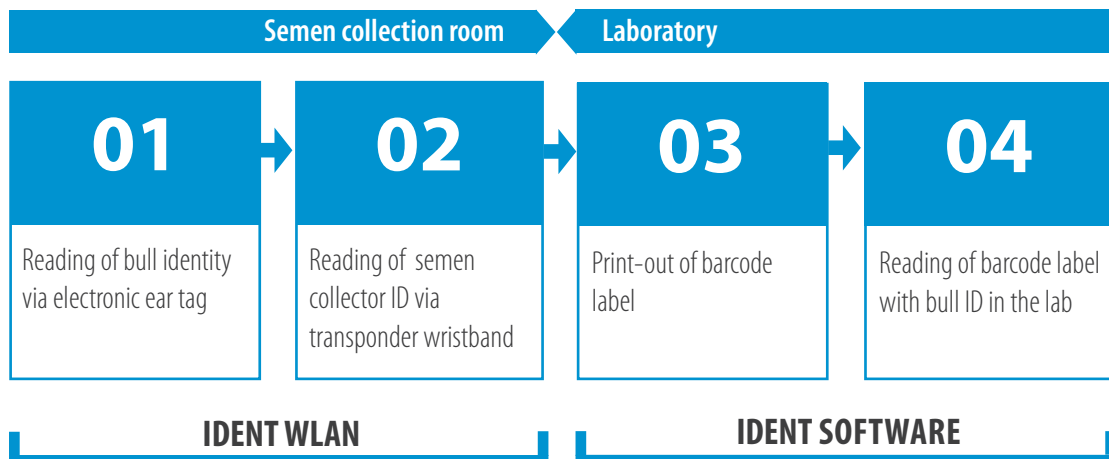 Semen collection room
Laboratory
01
02
03
04
Reading of bull identity
via electronic ear tag
Reading of semen
collector ID via
transponder wristband
Print-out of barcode
label
Reading of barcode label
with bull ID in the lab
IDENT WLAN
IDENT SOFTWARE